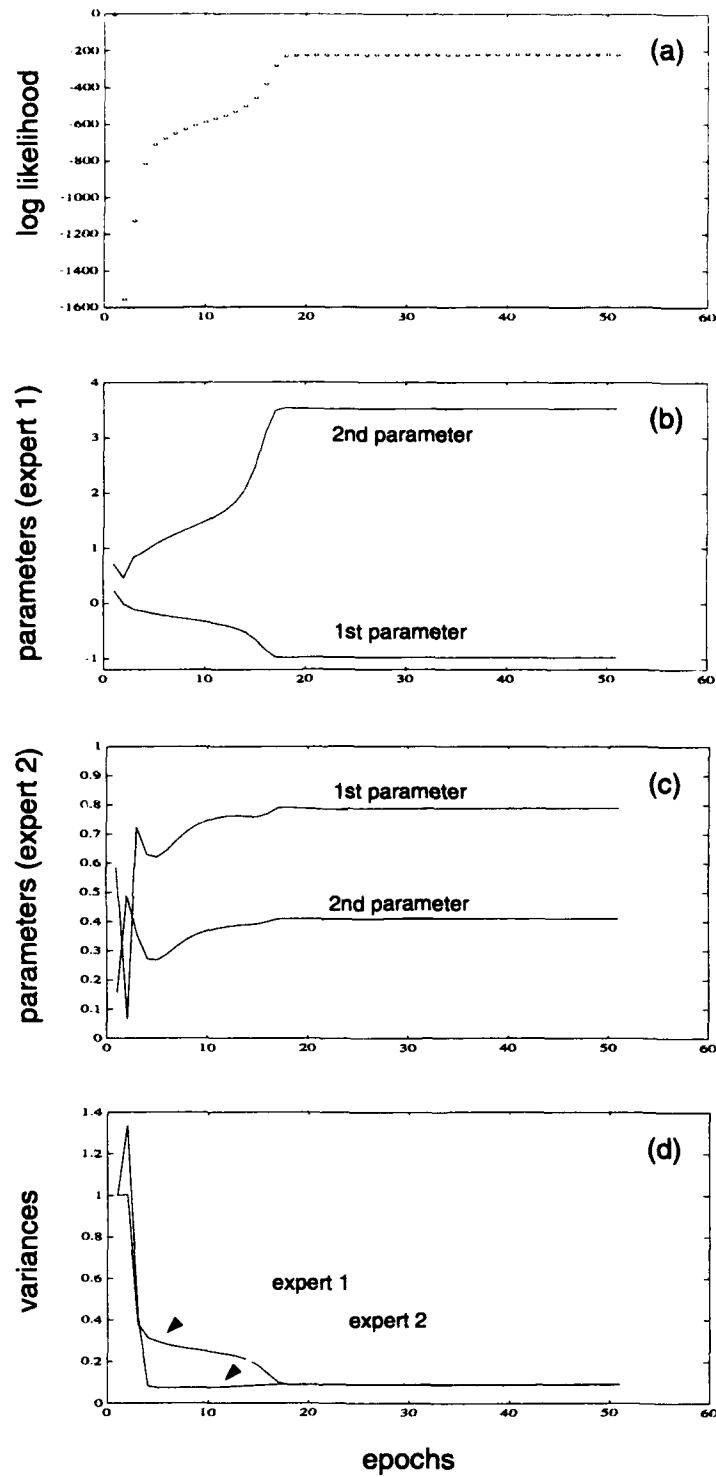 0
-200
-400
-600
-800
-1000
-1200
-1400
-1600
0 10 20 30 40 50 60
log likelihood
(a)
4
3
2
1
0
-1
0 10 20 30 40 50 60
parameters (expert 1)
(b)
2nd parameter
1st parameter
1
0.9
0.8
0.7
0.6
0.5
0.4
0.3
0.2
0.1
0
0 10 20 30 40 50 60
parameters (expert 2)
(c)
1st parameter
2nd parameter
1.4
1.2
1
0.8
0.6
0.4
0.2
0
0 10 20 30 40 50 60
variances
(d)
expert 1
expert 2
epochs